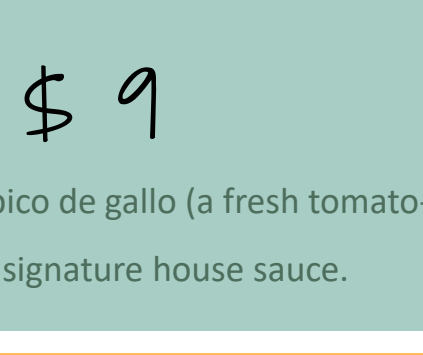 $ 9
pico de gallo (a fresh tomato-
signature house sauce.